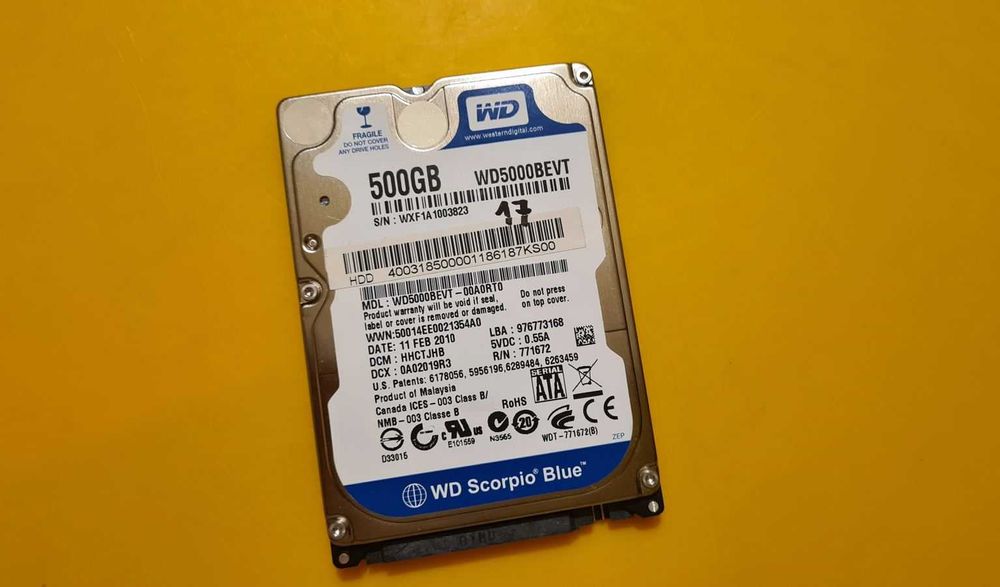 FRAGILE
DO NOT COVER
ANY DRIVE HOLES
WD
www.westerndigital.com
500GB WD5000BEVT
S/N : WXF1A1003823
17
HDD 400318500001186187KS00
MDL : WD5000BEVT-00A0RT0
Product warranty will be void if seal,
label or cover is removed or damaged.
Do not press
on top cover.
WWN:50014EE0021354A0
DATE: 11 FEB 2010
DCM : HHCTJHB
DCX : 0A02019R3
LBA : 976773168
5VDC : 0.55A
R/N : 771672
U.S. Patents: 6178056, 5956196,6289484, 6263459
Product of Malaysia
Canada ICES-003 Class B/
NMB-003 Classe B
SERIAL
ATA
RoHS
D33015
c RU us
E101559
N3565
20
CE
WDT-771672(B)
ZEP
WD Scorpio® Blue™